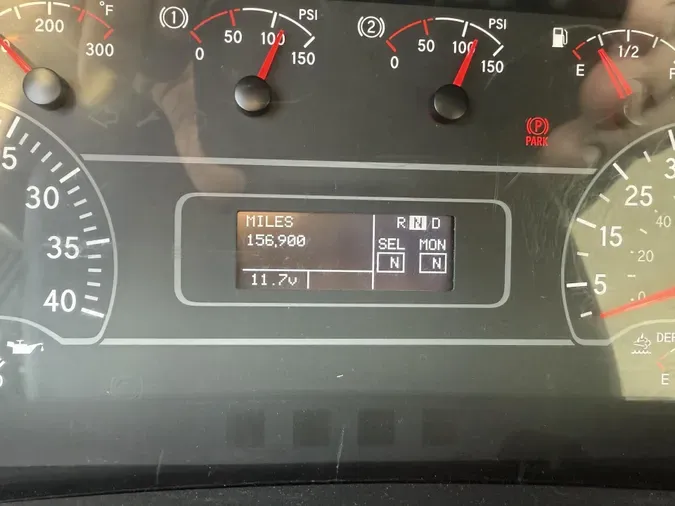 200 °F
300
(1) 0 50 100 150 PSI
(2) 0 50 100 150 PSI
E 1/2 F
P
PARK
30
35
40
MILES
156,900
R N D
SEL MON
N N
11.7v
25
15
5
40
20
0
DEF
E